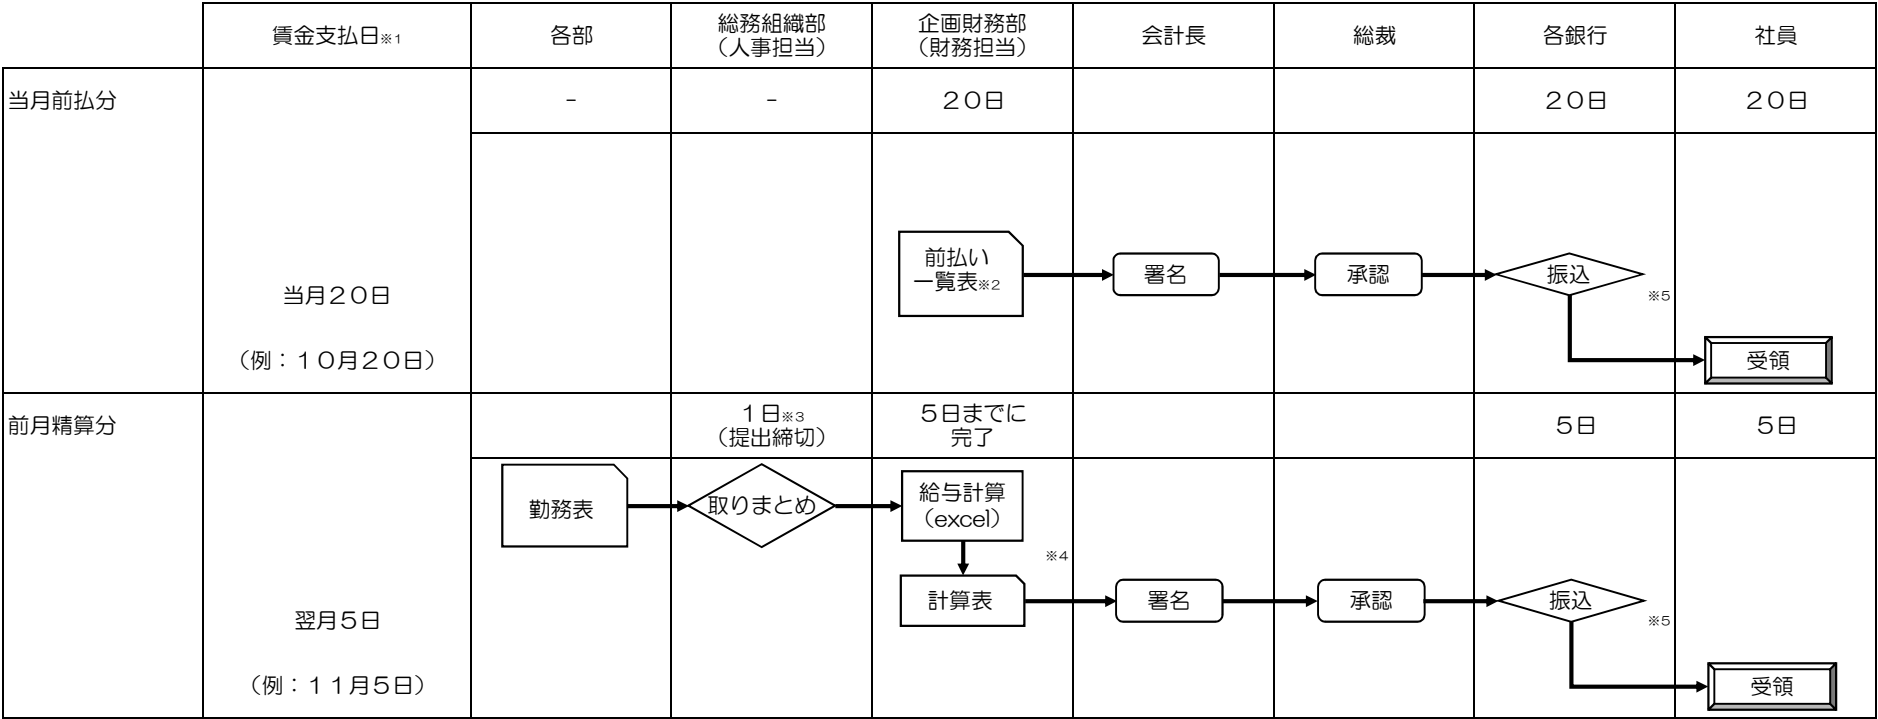 賃金支払日※1
各部
総務組織部
（人事担当）
企画財務部
（財務担当）
会計長
総裁
各銀行
社員
当月前払分
-
-
２０日
２０日
２０日
前払い
一覧表※2
署名
承認
振込
※5
当月２０日
（例：１０月２０日）
受領
前月精算分
１日※3
（提出締切）
５日までに
完了
５日
５日
勤務表
取りまとめ
給与計算
（excel）
※4
計算表
署名
承認
振込
※5
翌月５日
（例：１１月５日）
受領